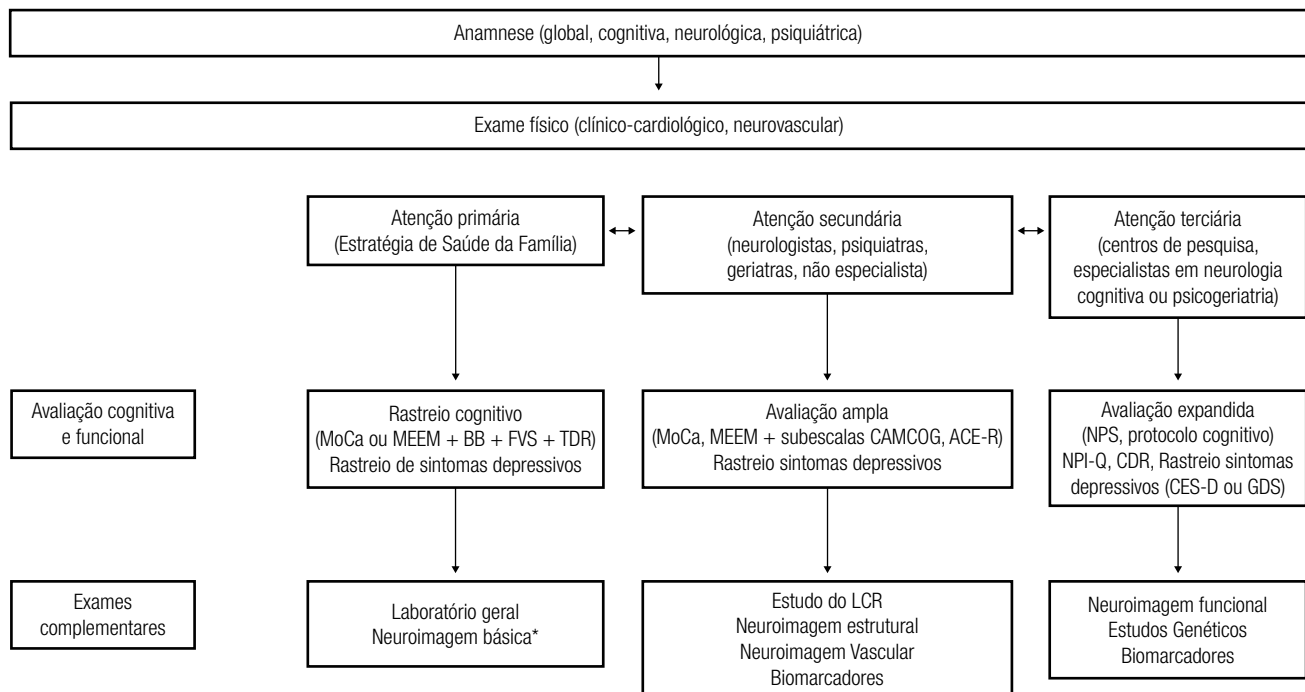 Anamnese (global, cognitiva, neurológica, psiquiátrica)
Exame físico (clínico-cardiológico, neurovascular)
Atenção primária
(Estratégia de Saúde da Família)
Atenção secundária
(neurologistas, psiquiatras,
geriatras, não especialista)
Atenção terciária
(centros de pesquisa,
especialistas em neurologia
cognitiva ou psicogeriatria)
Avaliação cognitiva
e funcional
Rastreio cognitivo
(MoCa ou MEEM + BB + FVS + TDR)
Rastreio de sintomas depressivos
Avaliação ampla
(MoCa, MEEM + subescalas CAMCOG, ACE-R)
Rastreio sintomas depressivos
Avaliação expandida
(NPS, protocolo cognitivo)
NPI-Q, CDR, Rastreio sintomas
depressivos (CES-D ou GDS)
Exames
complementares
Laboratório geral
Neuroimagem básica*
Estudo do LCR
Neuroimagem estrutural
Neuroimagem Vascular
Biomarcadores
Neuroimagem funcional
Estudos Genéticos
Biomarcadores